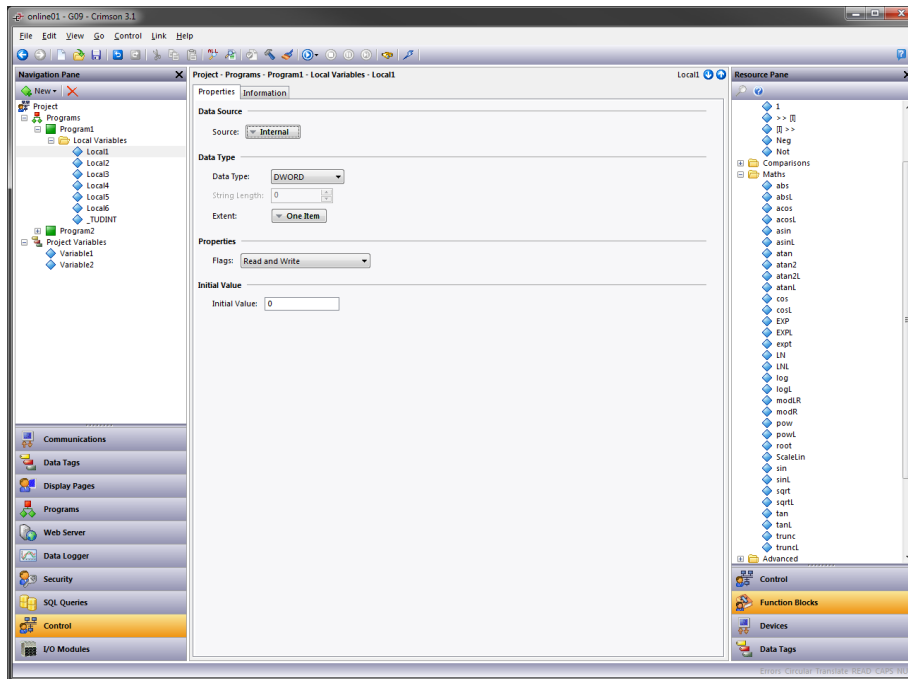 online01 - G09 - Crimson 3.1
File Edit View Go Control Link Help
Navigation Pane
New
Project
Programs
Program1
Local Variables
Local1
Local2
Local3
Local4
Local5
Local6
_TUDINT
Program2
Project Variables
Variable1
Variable2
Communications
Data Tags
Display Pages
Programs
Web Server
Data Logger
Security
SQL Queries
Control
I/O Modules
Project - Programs - Program1 - Local Variables - Local1
Local1
Properties Information
Data Source
Source: Internal
Data Type
Data Type: DWORD
String Length: 0
Extent: One Item
Properties
Flags: Read and Write
Initial Value
Initial Value: 0
Resource Pane
1
>> [I]
[I] >>
Neg
Not
Comparisons
Maths
abs
absL
acos
acosL
asin
asinL
atan
atan2
atan2L
atanL
cos
cosL
EXP
EXPL
expt
LN
LNL
log
logL
modLR
modR
pow
powL
root
ScaleLin
sin
sinL
sqrt
sqrtL
tan
tanL
trunc
truncL
Advanced
Control
Function Blocks
Devices
Data Tags
Errors Circular Translate READ CAPS NU